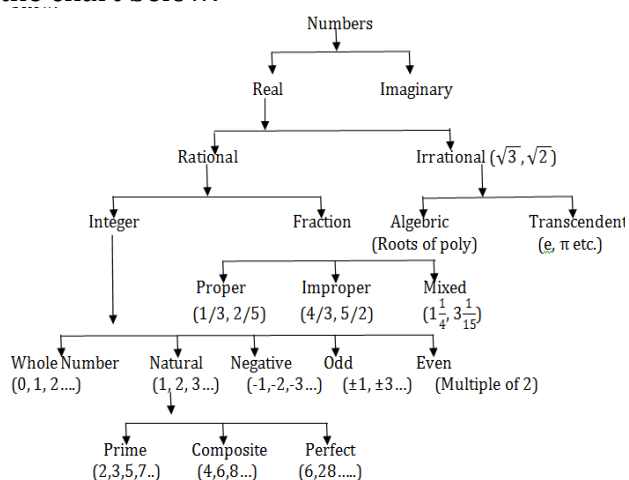 the chart below..
Numbers
Real Imaginary
Rational Irrational (√3, √2)
Integer Fraction Algebric Transcendent
(Roots of poly) (e, π etc.)
Proper Improper Mixed
(1/3, 2/5) (4/3, 5/2) (1 1/4, 3 1/15)
Whole Number Natural Negative Odd Even
(0, 1, 2....) (1, 2, 3...) (-1,-2,-3...) (±1, ±3...) (Multiple of 2)
Prime Composite Perfect
(2,3,5,7..) (4,6,8...) (6,28.....)